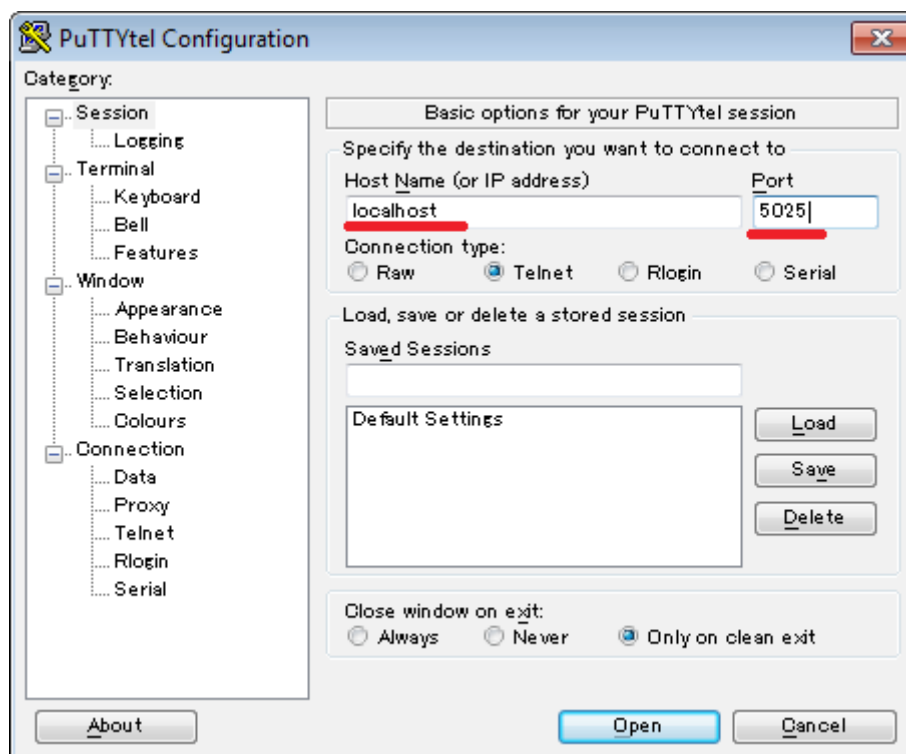 PuTTYtel Configuration
Category:
Session
Logging
Terminal
Keyboard
Bell
Features
Window
Appearance
Behaviour
Translation
Selection
Colours
Connection
Data
Proxy
Telnet
Rlogin
Serial
Basic options for your PuTTYtel session
Specify the destination you want to connect to
Host Name (or IP address) Port
localhost 5025
Connection type:
Raw Telnet Rlogin Serial
Load, save or delete a stored session
Saved Sessions
Default Settings
Load
Save
Delete
Close window on exit:
Always Never Only on clean exit
About Open Cancel